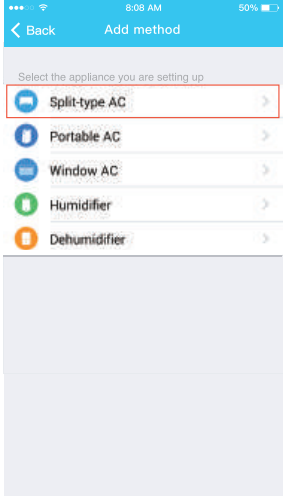 8:08 AM
50%
Back
Add method
Select the appliance you are setting up
Split-type AC
Portable AC
Window AC
Humidifier
Dehumidifier